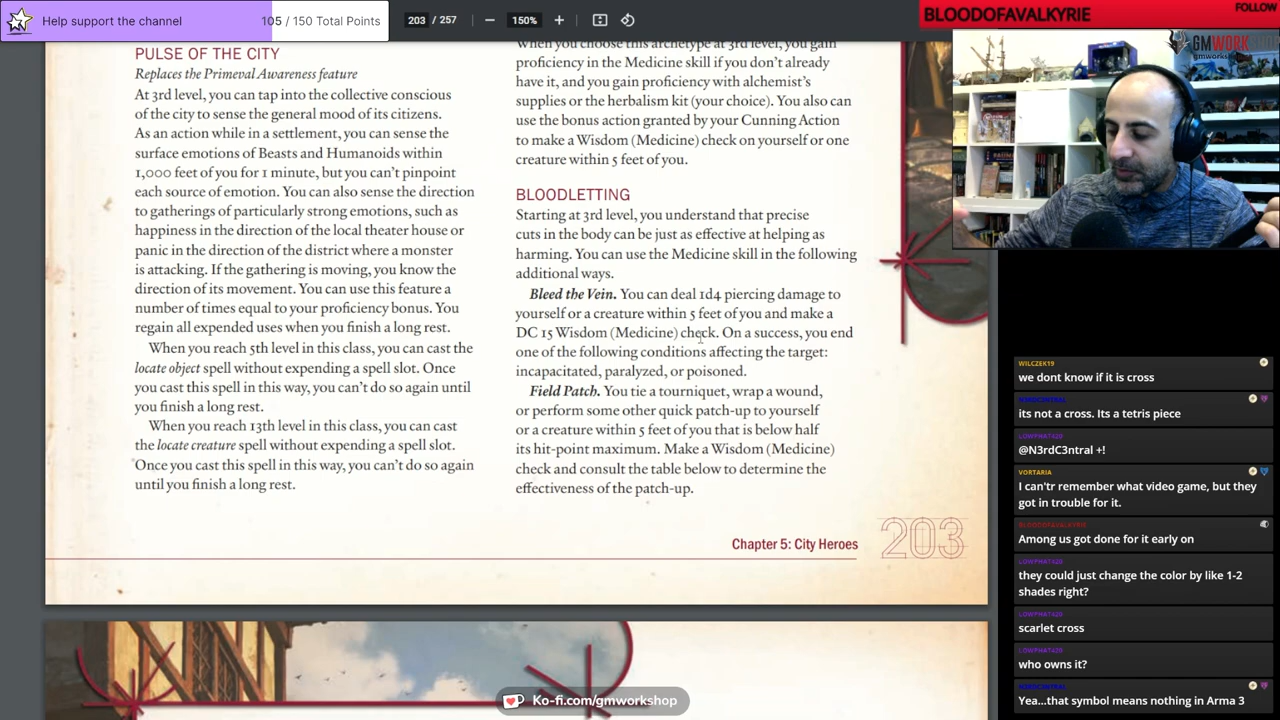 Help support the channel
105 / 150 Total Points
203 / 257
150%
BLOODOFAVALKYRIE
FOLLOW
GMWORKSHOP
PULSE OF THE CITY
Replaces the Primeval Awareness feature
At 3rd level, you can tap into the collective conscious
of the city to sense the general mood of its citizens.
As an action while in a settlement, you can sense the
surface emotions of Beasts and Humanoids within
1,000 feet of you for 1 minute, but you can't pinpoint
each source of emotion. You can also sense the direction
to gatherings of particularly strong emotions, such as
happiness in the direction of the local theater house or
panic in the direction of the district where a monster
is attacking. If the gathering is moving, you know the
direction of its movement. You can use this feature a
number of times equal to your proficiency bonus. You
regain all expended uses when you finish a long rest.
When you reach 5th level in this class, you can cast the
locate object spell without expending a spell slot. Once
you cast this spell in this way, you can't do so again until
you finish a long rest.
When you reach 13th level in this class, you can cast
the locate creature spell without expending a spell slot.
Once you cast this spell in this way, you can't do so again
until you finish a long rest.
When you choose this archetype at 3rd level, you gain
proficiency in the Medicine skill if you don't already
have it, and you gain proficiency with alchemist's
supplies or the herbalism kit (your choice). You also can
use the bonus action granted by your Cunning Action
to make a Wisdom (Medicine) check on yourself or one
creature within 5 feet of you.
BLOODLETTING
Starting at 3rd level, you understand that precise
cuts in the body can be just as effective at helping as
harming. You can use the Medicine skill in the following
additional ways.
Bleed the Vein. You can deal 1d4 piercing damage to
yourself or a creature within 5 feet of you and make a
DC 15 Wisdom (Medicine) check. On a success, you end
one of the following conditions affecting the target:
incapacitated, paralyzed, or poisoned.
Field Patch. You tie a tourniquet, wrap a wound,
or perform some other quick patch-up to yourself
or a creature within 5 feet of you that is below half
its hit-point maximum. Make a Wisdom (Medicine)
check and consult the table below to determine the
effectiveness of the patch-up.
Chapter 5: City Heroes
203
Ko-fi.com/gmworkshop
WILCZEK19
we dont know if it is cross
N3RDC3NTRAL
its not a cross. Its a tetris piece
LOWPHAT420
@N3rdC3ntral +!
VORTARIA
I can'tr remember what video game, but they
got in trouble for it.
BLOODOFAVALKYRIE
Among us got done for it early on
LOWPHAT420
they could just change the color by like 1-2
shades right?
LOWPHAT420
scarlet cross
LOWPHAT420
who owns it?
N3RDC3NTRAL
Yea...that symbol means nothing in Arma 3